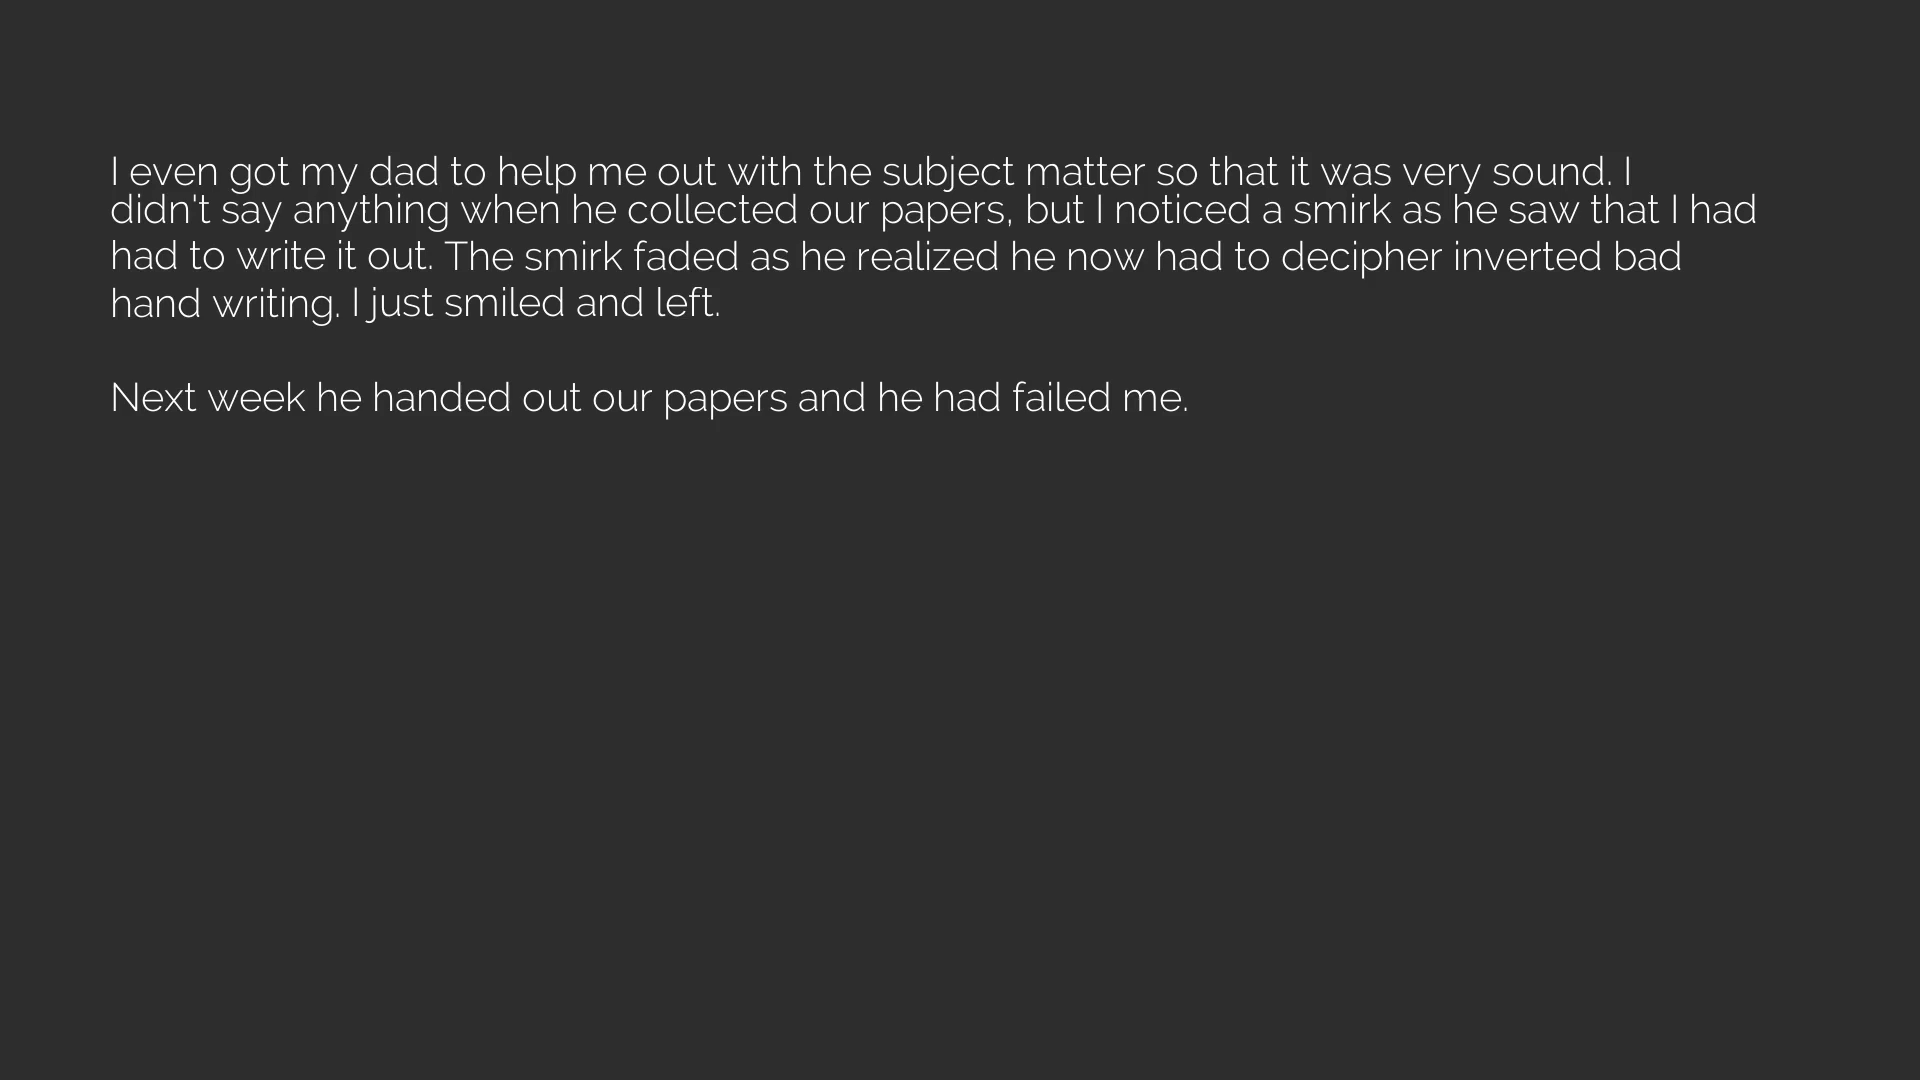 I even got my dad to help me out with the subject matter so that it was very sound. I
didn't say anything when he collected our papers, but I noticed a smirk as he saw that I had
had to write it out. The smirk faded as he realized he now had to decipher inverted bad
hand writing. I just smiled and left.
Next week he handed out our papers and he had failed me.